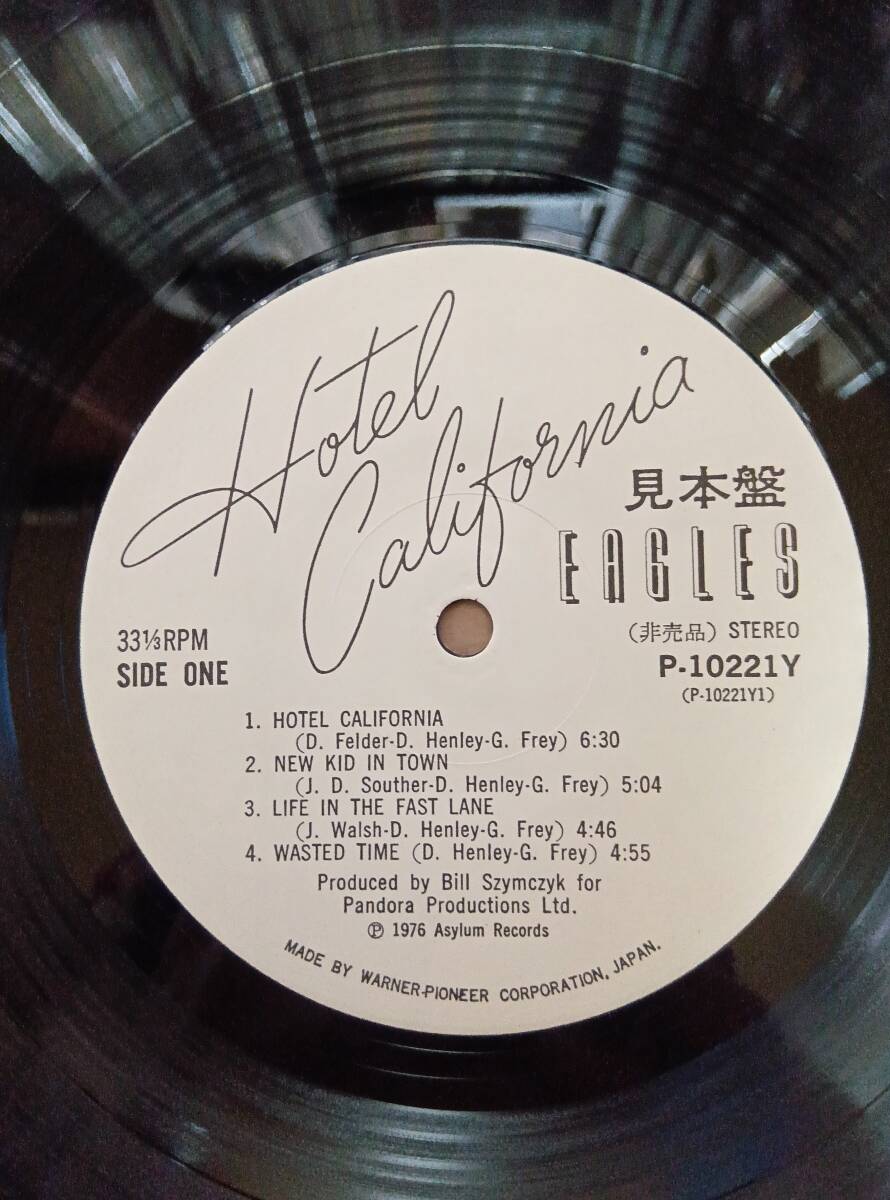 Hotel
California
見本盤
EAGLES
(非売品) STEREO
33⅓RPM
SIDE ONE
P-10221Y
(P-10221Y1)
1. HOTEL CALIFORNIA
(D. Felder-D. Henley-G. Frey) 6:30
2. NEW KID IN TOWN
(J. D. Souther-D. Henley-G. Frey) 5:04
3. LIFE IN THE FAST LANE
(J. Walsh-D. Henley-G. Frey) 4:46
4. WASTED TIME (D. Henley-G. Frey) 4:55
Produced by Bill Szymczyk for
Pandora Productions Ltd.
℗ 1976 Asylum Records
MADE BY WARNER-PIONEER CORPORATION, JAPAN.